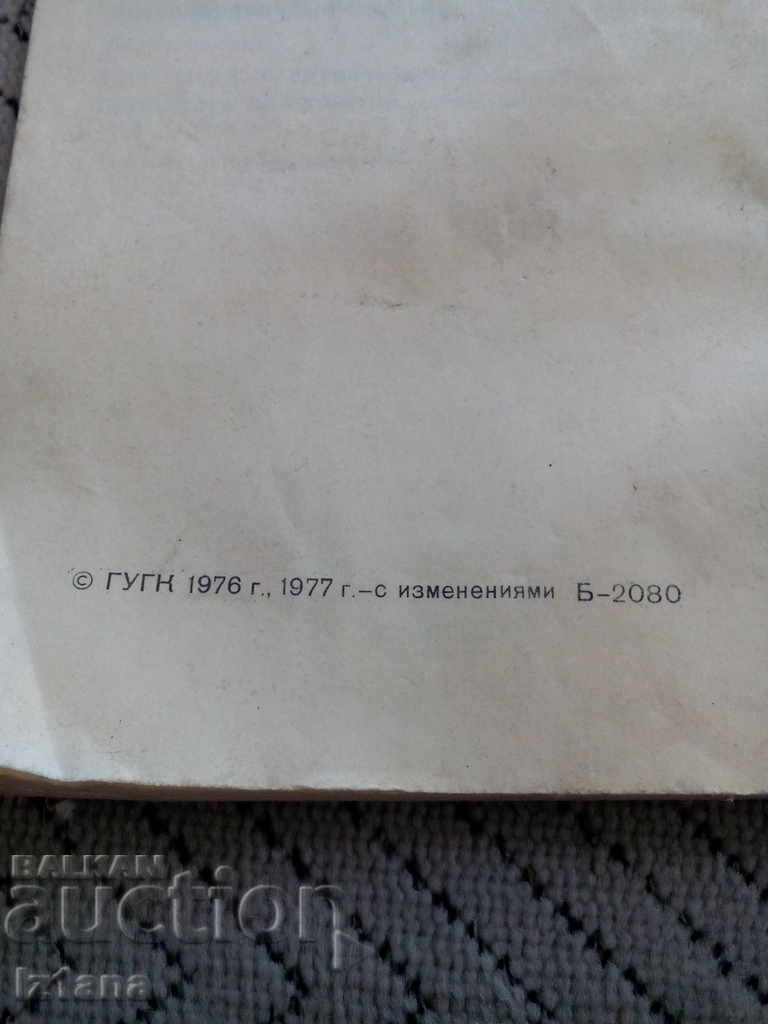 © ГУГК 1976 г., 1977 г.–с изменениями Б–2080
BALKAN
auction
Iztana